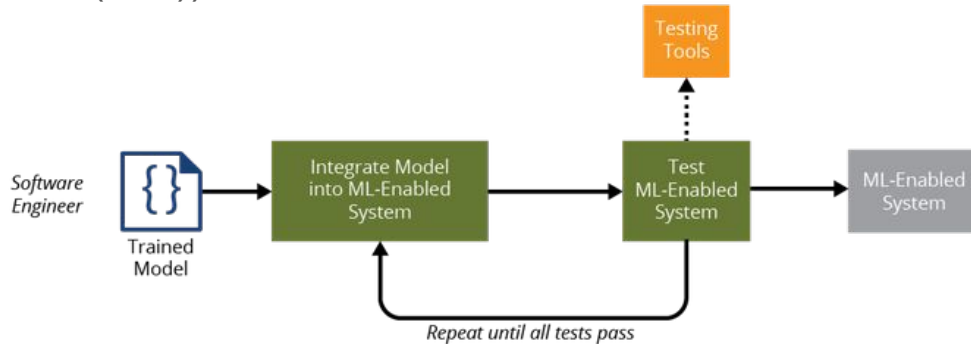 Testing
Tools
Software
Engineer
{}
Trained
Model
Integrate Model
into ML-Enabled
System
Test
ML-Enabled
System
ML-Enabled
System
Repeat until all tests pass